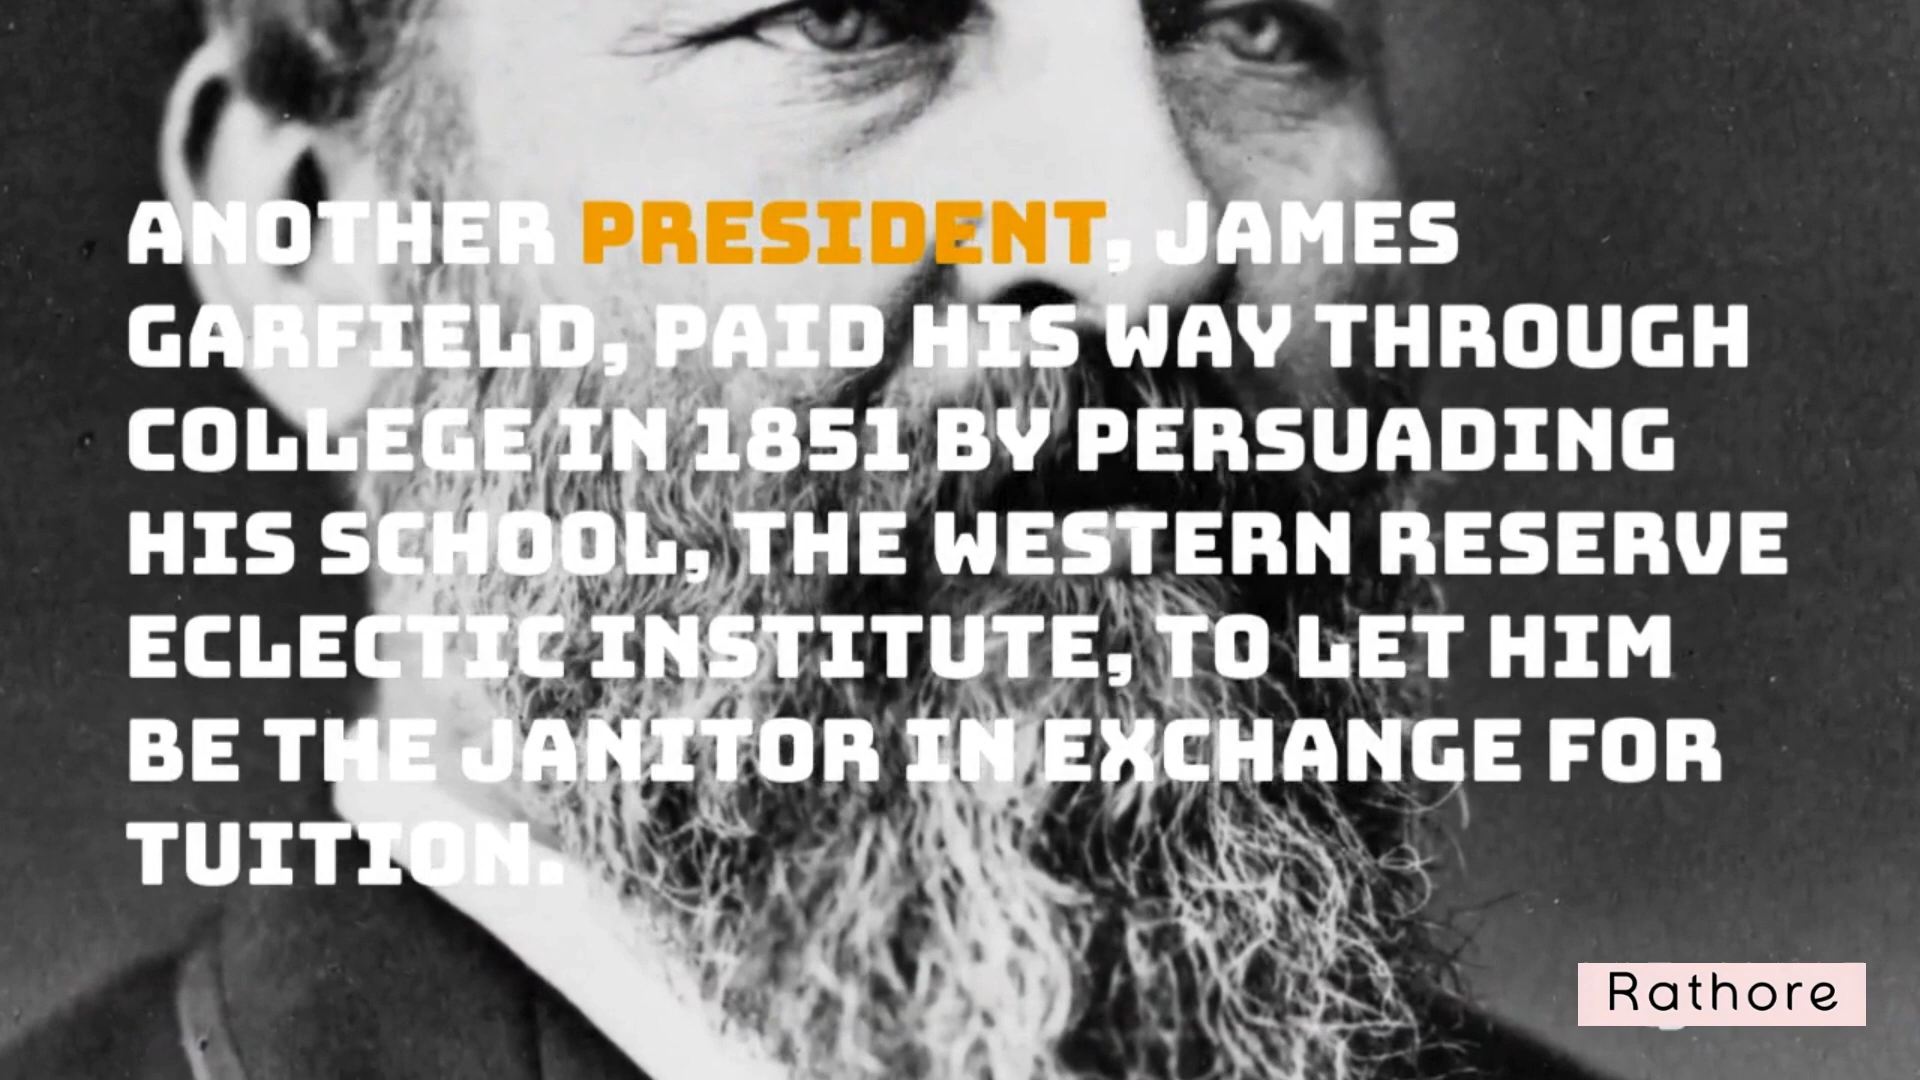 ANOTHER PRESIDENT, JAMES
GARFIELD, PAID HIS WAY THROUGH
COLLEGE IN 1851 BY PERSUADING
HIS SCHOOL, THE WESTERN RESERVE
ECLECTIC INSTITUTE, TO LET HIM
BE THE JANITOR IN EXCHANGE FOR
TUITION.
Rathore